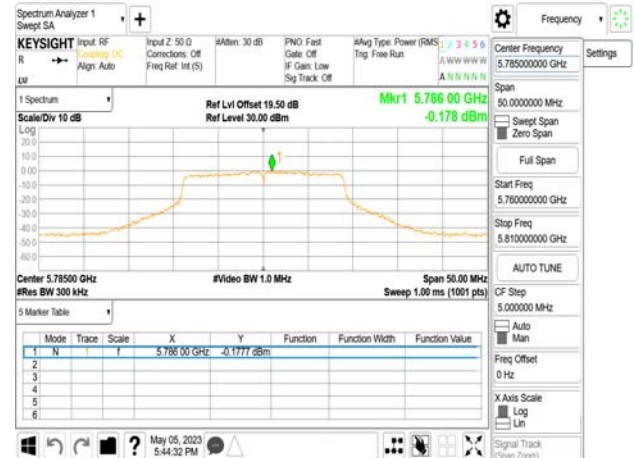 Spectrum Analyzer 1
Swept SA
Frequency
KEYSIGHT
R
Input: RF
Coupling: DC
Align: Auto
Input Z: 50 Ω
Corrections: Off
Freq Ref: Int (S)
#Atten: 30 dB
PNO: Fast
Gate: Off
IF Gain: Low
Sig Track: Off
#Avg Type: Power (RMS
Trig: Free Run
1 2 3 4 5 6
A W W W W W
A N N N N N
1 Spectrum
Scale/Div 10 dB
Ref Lvl Offset 19.50 dB
Ref Level 30.00 dBm
Mkr1 5.786 00 GHz
-0.178 dBm
Log
20.0
10.0
0.00
-10.0
-20.0
-30.0
-40.0
-50.0
-60.0
1
Center 5.78500 GHz
#Video BW 1.0 MHz
Span 50.00 MHz
#Res BW 300 kHz
Sweep 1.00 ms (1001 pts)
5 Marker Table
Mode Trace Scale X Y Function Function Width Function Value
1 N 1 f 5.786 00 GHz -0.1777 dBm
2
3
4
5
6
May 05, 2023
5:44:32 PM
Center Frequency
5.785000000 GHz
Settings
Span
50.0000000 MHz
Swept Span
Zero Span
Full Span
Start Freq
5.760000000 GHz
Stop Freq
5.810000000 GHz
AUTO TUNE
CF Step
5.000000 MHz
Auto
Man
Freq Offset
0 Hz
X Axis Scale
Log
Lin
Signal Track
(Span Zoom)